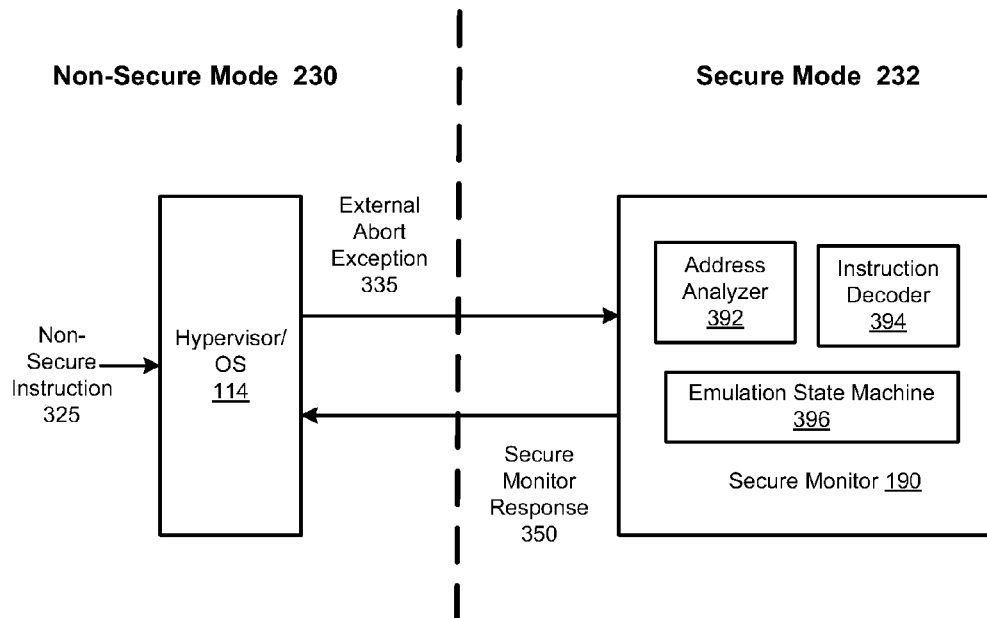 Non-Secure Mode 230
Secure Mode 232
External
Abort
Exception
335
Non-
Secure
Instruction
325
Hypervisor/
OS
114
Address
Analyzer
392
Instruction
Decoder
394
Emulation State Machine
396
Secure Monitor 190
Secure
Monitor
Response
350